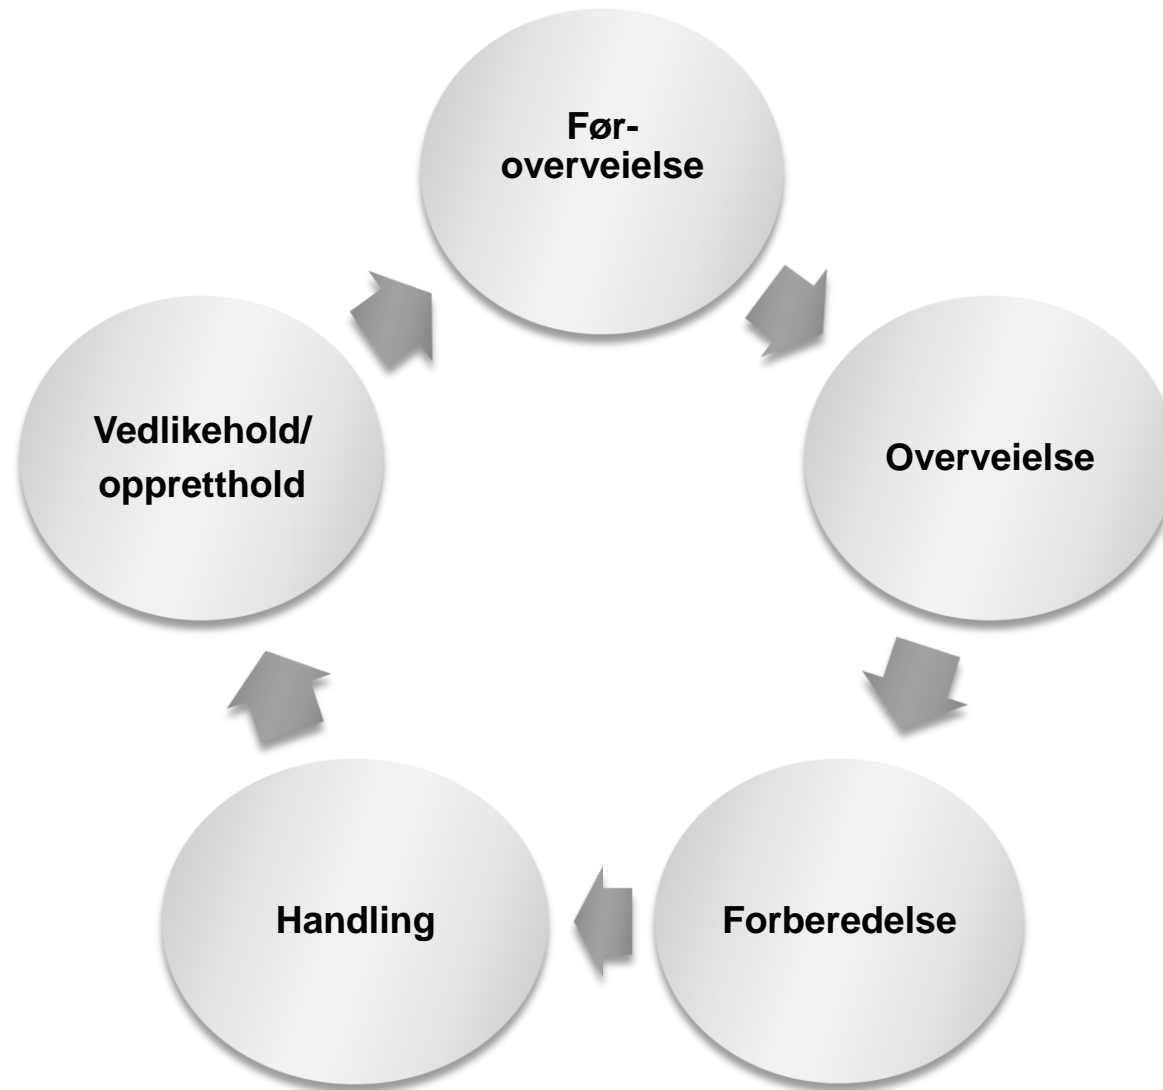 Før-
overveielse
Overveielse
Forberedelse
Handling
Vedlikehold/
oppretthold